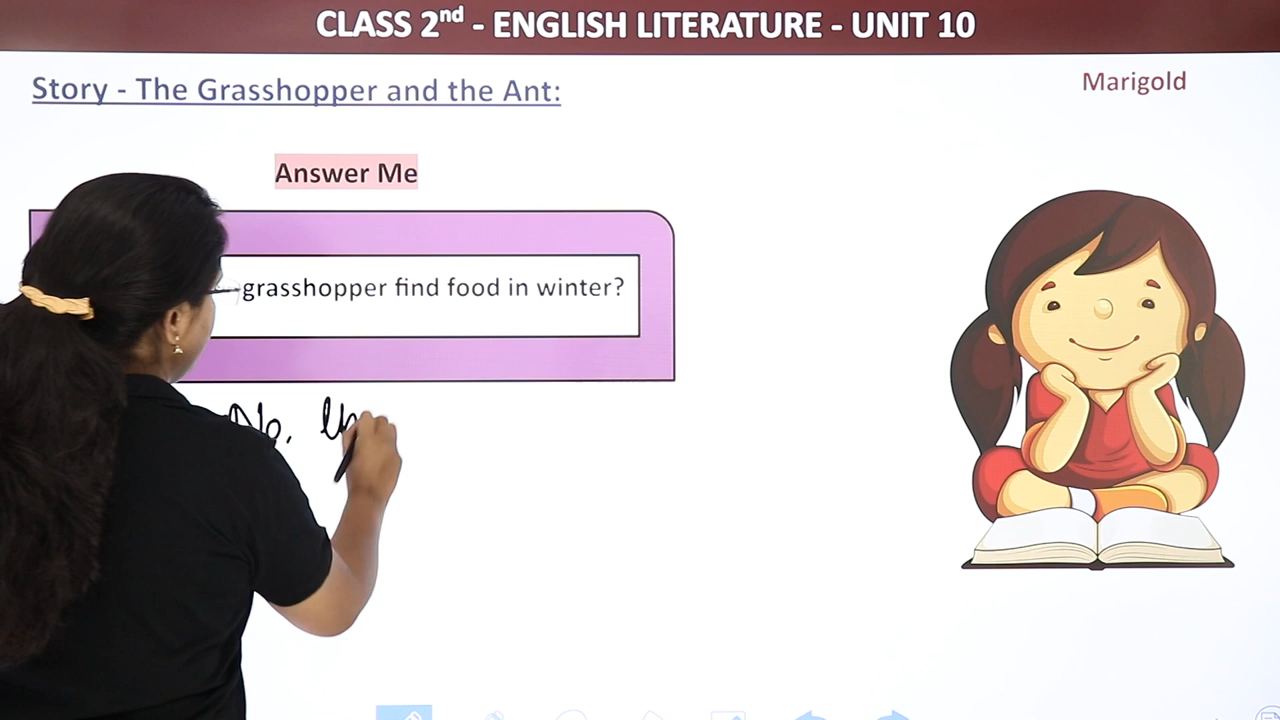 CLASS 2nd - ENGLISH LITERATURE - UNIT 10
Story - The Grasshopper and the Ant:
Marigold
Answer Me
grasshopper find food in winter?
No.